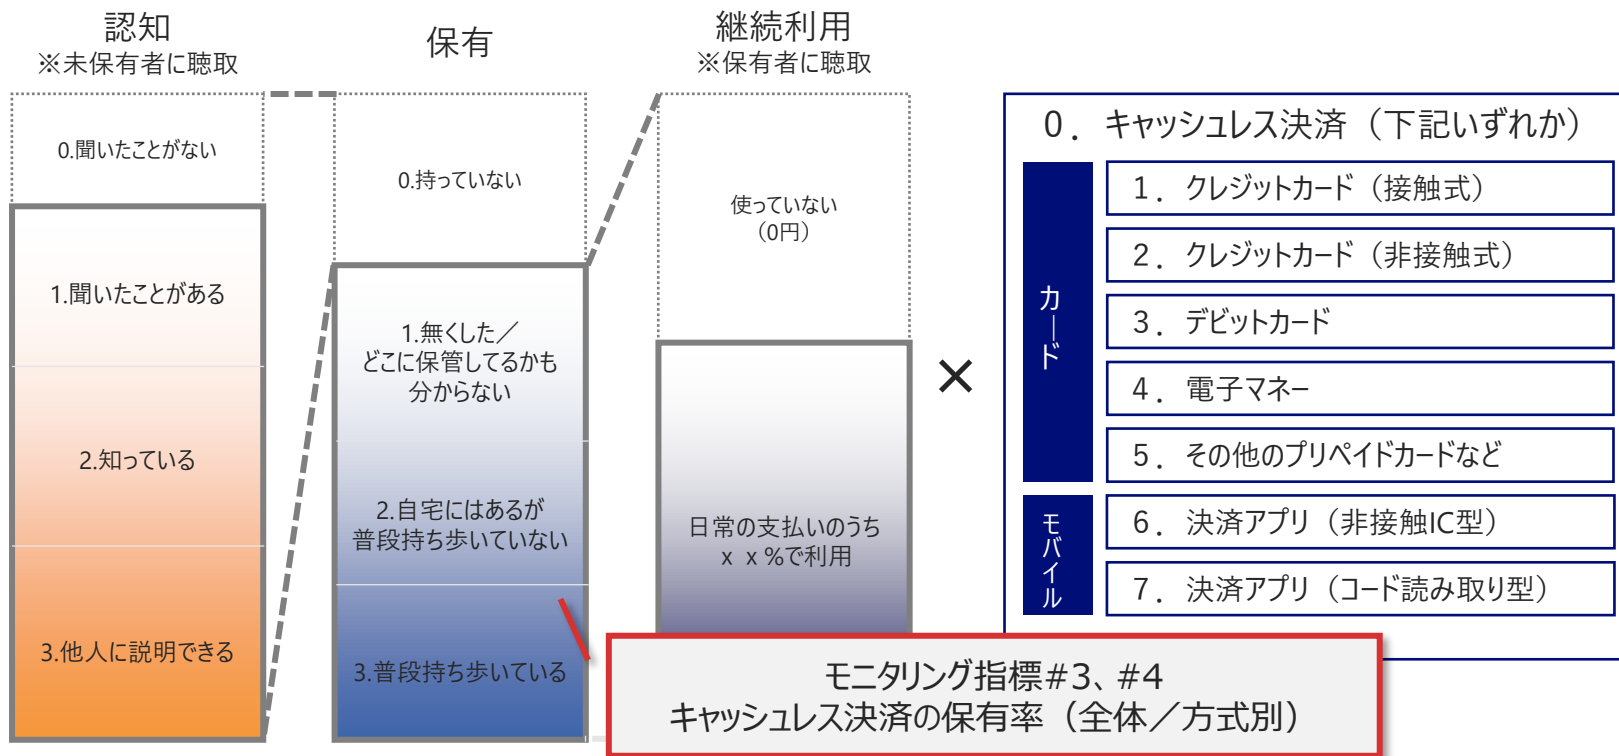 認知
※未保有者に聴取
0.聞いたことがない
1.聞いたことがある
2.知っている
3.他人に説明できる
保有
0.持っていない
1.無くした／
どこに保管してるかも
分からない
2.自宅にはあるが
普段持ち歩いていない
3.普段持ち歩いている
継続利用
※保有者に聴取
使っていない
（0円）
日常の支払いのうち
ｘｘ%で利用
×
０．キャッシュレス決済（下記いずれか）
カード
１．クレジットカード（接触式）
２．クレジットカード（非接触式）
３．デビットカード
４．電子マネー
５．その他のプリペイドカードなど
モバイル
６．決済アプリ（非接触IC型）
７．決済アプリ（コード読み取り型）
モニタリング指標#3、#4
キャッシュレス決済の保有率（全体／方式別）